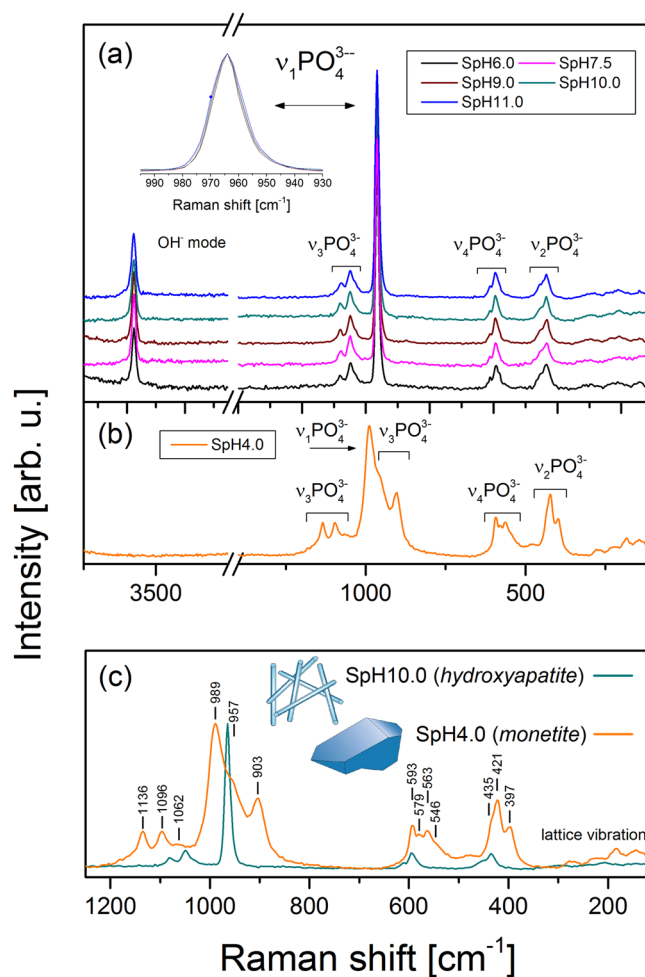 (a)
ν₁PO₄³⁻⁻
SpH6.0 SpH7.5
SpH9.0 SpH10.0
SpH11.0
990 980 970 960 950 940 930
Raman shift [cm⁻¹]
OH⁻ mode
ν₃PO₄³⁻ ν₄PO₄³⁻ ν₂PO₄³⁻
(b)
SpH4.0
ν₁PO₄³⁻ ν₃PO₄³⁻
ν₃PO₄³⁻ ν₄PO₄³⁻ ν₂PO₄³⁻
3500 1000 500
Intensity [arb. u.]
(c)
SpH10.0 (hydroxyapatite)
SpH4.0 (monetite)
1136 1096 1062 989 957 903 593 579 563 546 435 421 397
lattice vibration
1200 1000 800 600 400 200
Raman shift [cm⁻¹]